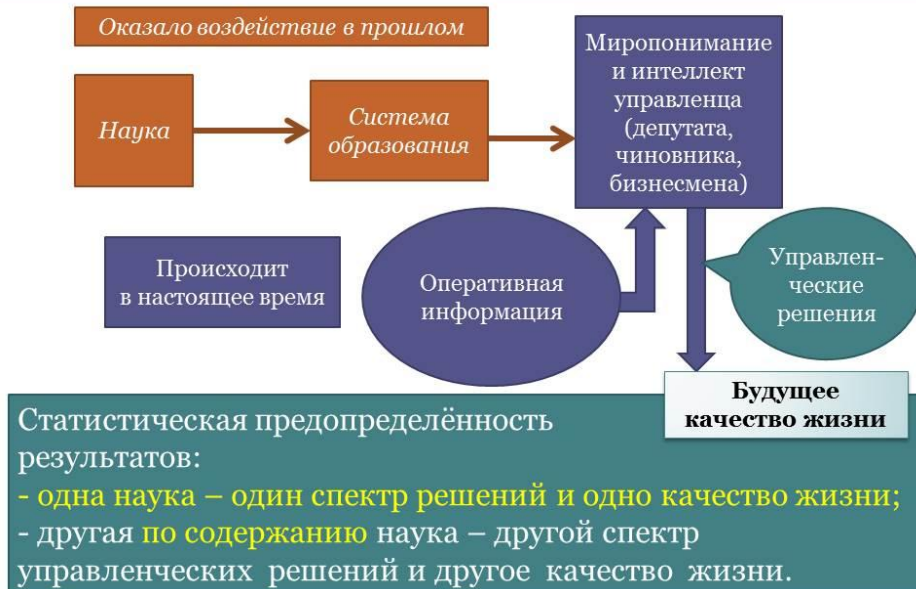 Оказало воздействие в прошлом
Наука
Система
образования
Миропонимание
и интеллект
управленца
(депутата,
чиновника,
бизнесмена)
Происходит
в настоящее время
Оперативная
информация
Управлен-
ческие
решения
Будущее
качество жизни
Статистическая предопределённость
результатов:
- одна наука – один спектр решений и одно качество жизни;
- другая по содержанию наука – другой спектр
управленческих решений и другое качество жизни.